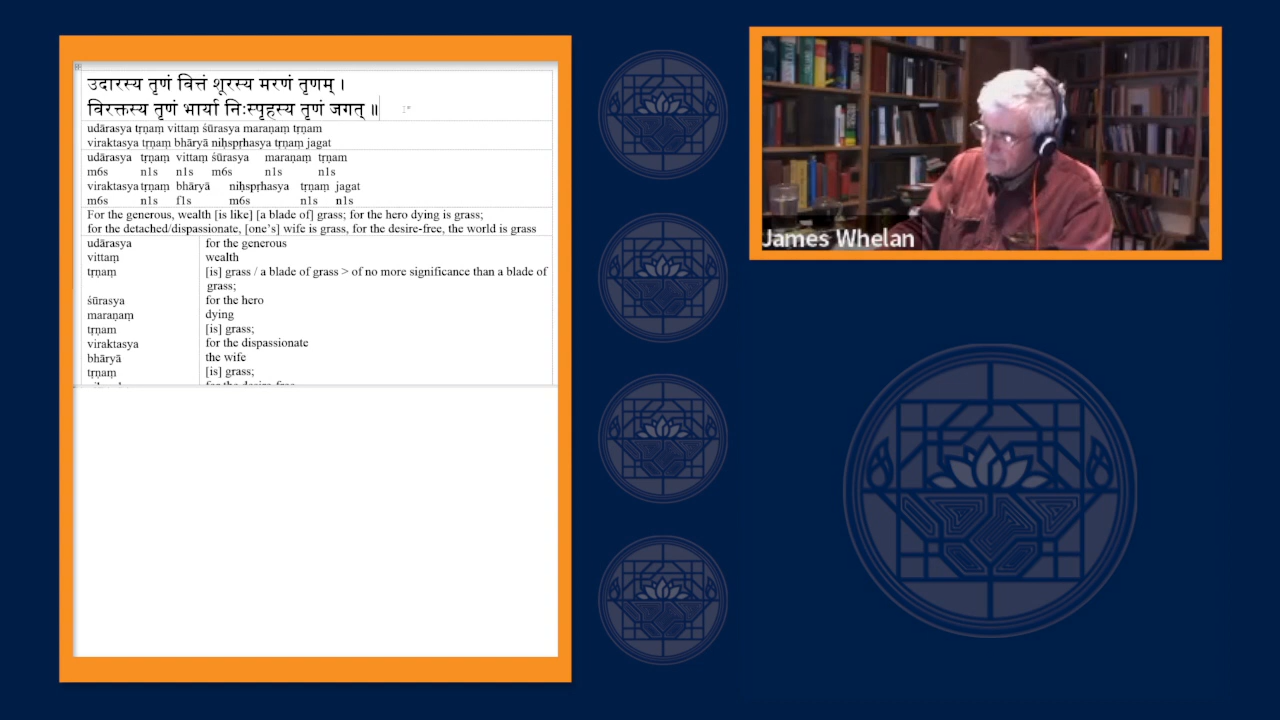 उदारस्य तृणं वित्तं शूरस्य मरणं तृणम् ।
विरक्तस्य तृणं भार्या निःस्पृहस्य तृणं जगत् ॥
udārasya tṛṇaṃ vittaṃ śūrasya maraṇaṃ tṛṇam
viraktasya tṛṇaṃ bhāryā niḥspṛhasya tṛṇaṃ jagat
udārasya tṛṇaṃ vittaṃ śūrasya maraṇaṃ tṛṇam
m6s n1s n1s m6s n1s n1s
viraktasya tṛṇaṃ bhāryā niḥspṛhasya tṛṇaṃ jagat
m6s n1s f1s m6s n1s n1s
For the generous, wealth [is like] [a blade of] grass; for the hero dying is grass;
for the detached/dispassionate, [one’s] wife is grass, for the desire-free, the world is grass
udārasya for the generous
vittaṃ wealth
tṛṇaṃ [is] grass / a blade of grass > of no more significance than a blade of
grass;
śūrasya for the hero
maraṇaṃ dying
tṛṇam [is] grass;
viraktasya for the dispassionate
bhāryā the wife
tṛṇaṃ [is] grass;
James Whelan